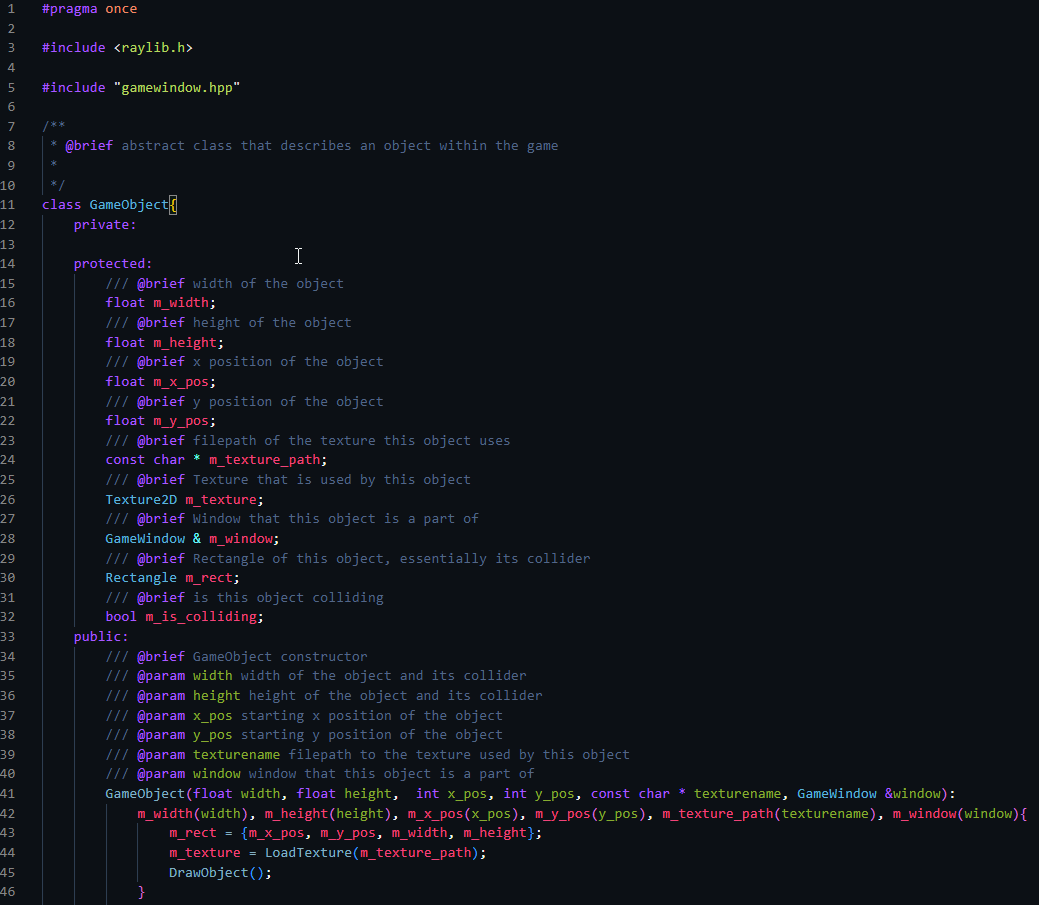 1 #pragma once
2
3 #include <raylib.h>
4
5 #include "gamewindow.hpp"
6
7 /**
8  * @brief abstract class that describes an object within the game
9  *
10  */
11 class GameObject{
12     private:
13
14     protected:
15         /// @brief width of the object
16         float m_width;
17         /// @brief height of the object
18         float m_height;
19         /// @brief x position of the object
20         float m_x_pos;
21         /// @brief y position of the object
22         float m_y_pos;
23         /// @brief filepath of the texture this object uses
24         const char * m_texture_path;
25         /// @brief Texture that is used by this object
26         Texture2D m_texture;
27         /// @brief Window that this object is a part of
28         GameWindow & m_window;
29         /// @brief Rectangle of this object, essentially its collider
30         Rectangle m_rect;
31         /// @brief is this object colliding
32         bool m_is_colliding;
33     public:
34         /// @brief GameObject constructor
35         /// @param width width of the object and its collider
36         /// @param height height of the object and its collider
37         /// @param x_pos starting x position of the object
38         /// @param y_pos starting y position of the object
39         /// @param texturename filepath to the texture used by this object
40         /// @param window window that this object is a part of
41         GameObject(float width, float height,  int x_pos, int y_pos, const char * texturename, GameWindow &window):
42             m_width(width), m_height(height), m_x_pos(x_pos), m_y_pos(y_pos), m_texture_path(texturename), m_window(window){
43                 m_rect = {m_x_pos, m_y_pos, m_width, m_height};
44                 m_texture = LoadTexture(m_texture_path);
45                 DrawObject();
46             }